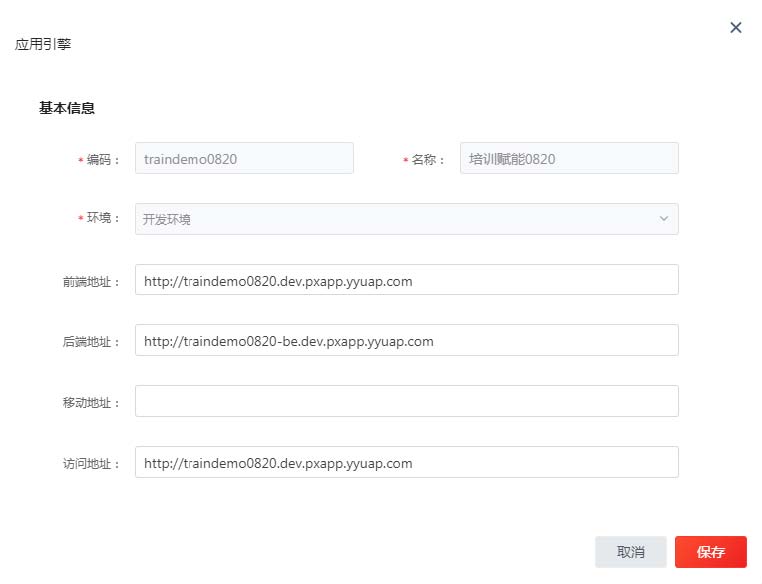 应用引擎
基本信息
* 编码： traindemo0820 * 名称： 培训赋能0820
* 环境： 开发环境
前端地址： http://traindemo0820.dev.pxapp.yyuap.com
后端地址： http://traindemo0820-be.dev.pxapp.yyuap.com
移动地址：
访问地址： http://traindemo0820.dev.pxapp.yyuap.com
取消 保存